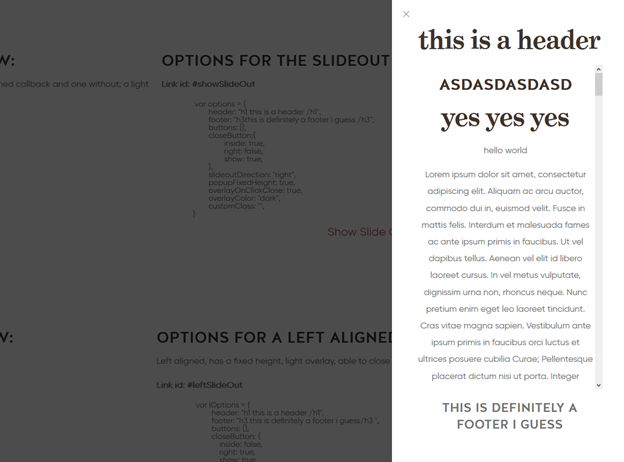 W:
ned callback and one without; a light
OPTIONS FOR THE SLIDEOUT
Link id: #showSlideOut
var options = {
header: "h1 this is a header /h1",
footer: "h3this is definitely a footer i guess /h3",
buttons: [],
closeButton:{
inside: true,
right: false,
show: true,
},
slideoutDirection: "right",
popupFixedHeight: true,
overlayOnClickClose: true,
overlayColor: "dark",
customClass: "",
}
Show Slide
W:
OPTIONS FOR A LEFT ALIGNED
Left aligned, has a fixed height, light overlay, able to close
Link id: #leftSlideOut
var lOptions = {
header: "h1 this is a header /h1",
footer: "h3 this is definitely a footer i guess/h3 ",
buttons: [],
closeButton: {
inside: false,
right: true,
show: true,
this is a header
ASDASDASDASD
yes yes yes
hello world
Lorem ipsum dolor sit amet, consectetur
adipiscing elit. Aliquam ac arcu auctor,
commodo dui in, euismod velit. Fusce in
mattis felis. Interdum et malesuada fames
ac ante ipsum primis in faucibus. Ut vel
dapibus tellus. Aenean vel elit id libero
laoreet cursus. In vel metus vulputate,
dignissim urna non, rhoncus neque. Nunc
pretium enim eget leo laoreet tincidunt.
Cras vitae magna sapien. Vestibulum ante
ipsum primis in faucibus orci luctus et
ultrices posuere cubilia Curae; Pellentesque
placerat dictum nisi ut porta. Integer
THIS IS DEFINITELY A
FOOTER I GUESS